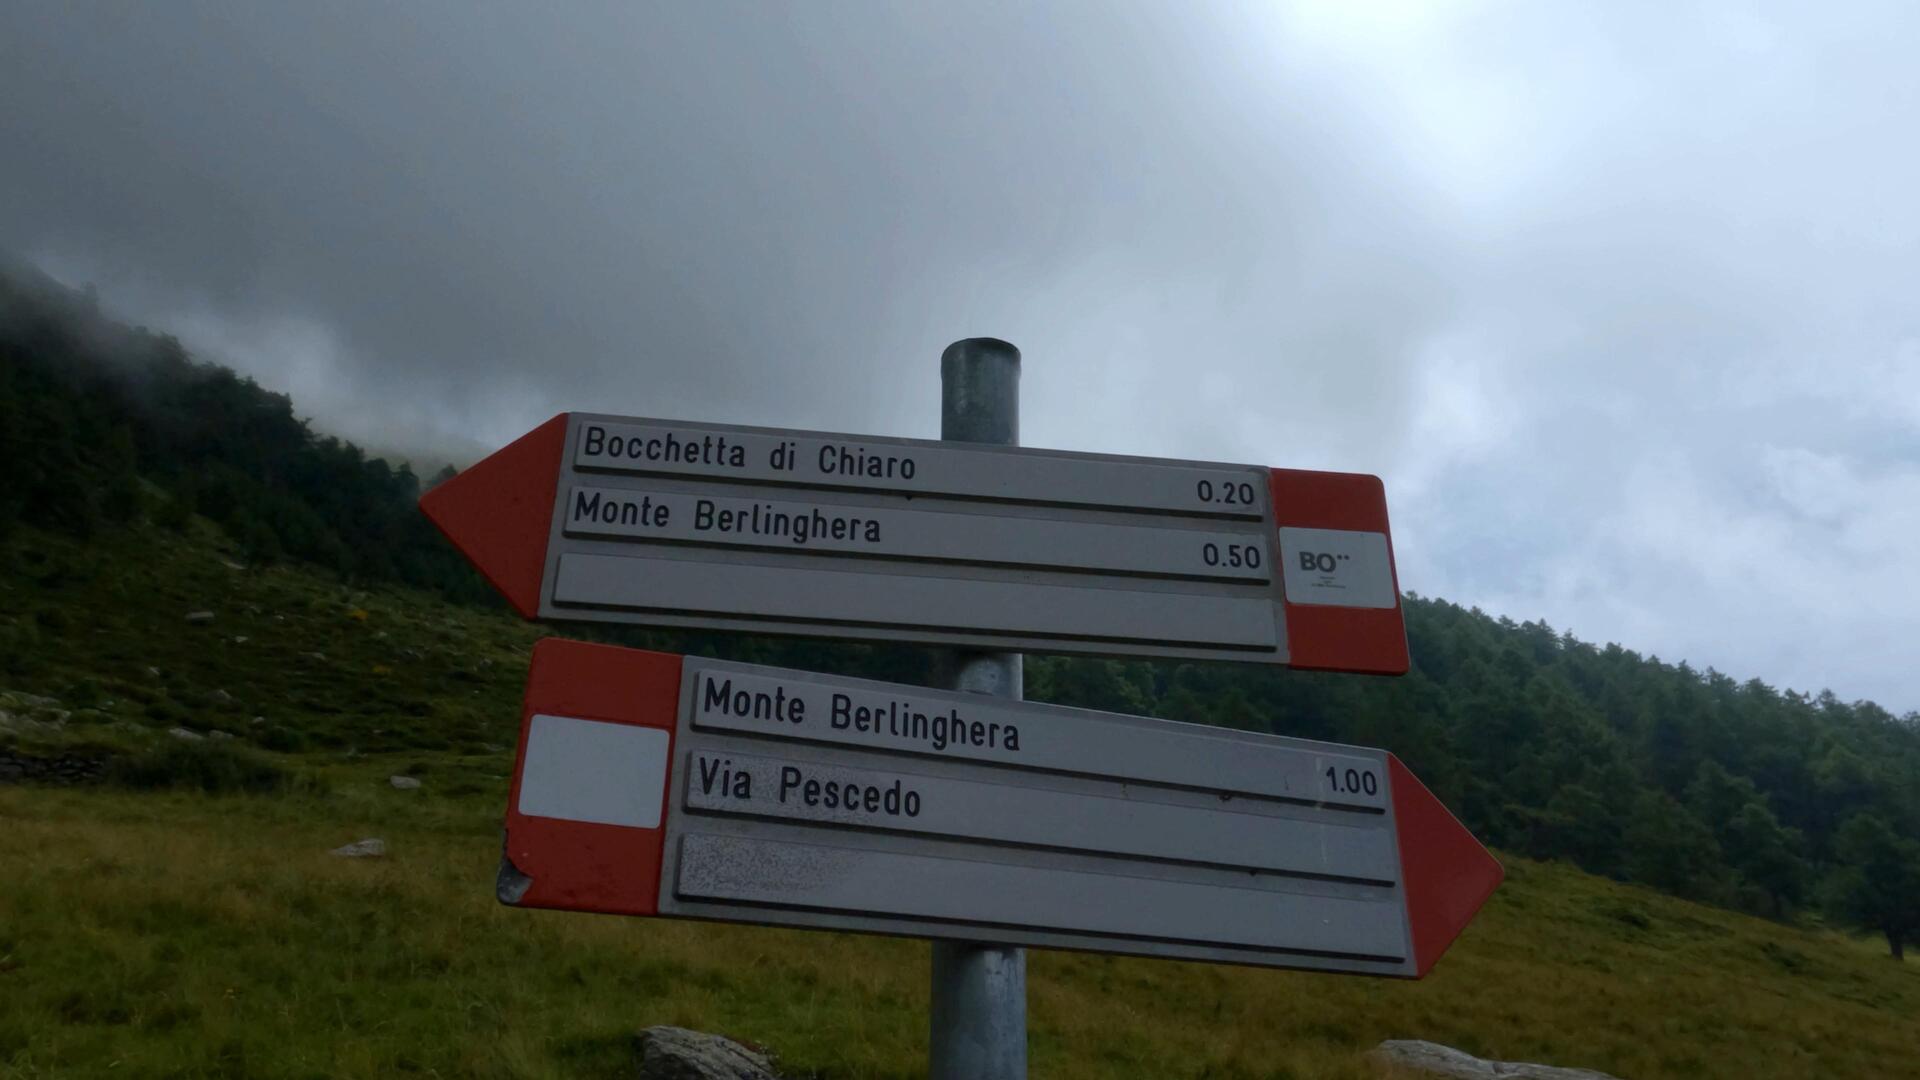 Bocchetta di Chiaro 0.20
Monte Berlinghera 0.50
BO
Monte Berlinghera 1.00
Via Pescedo